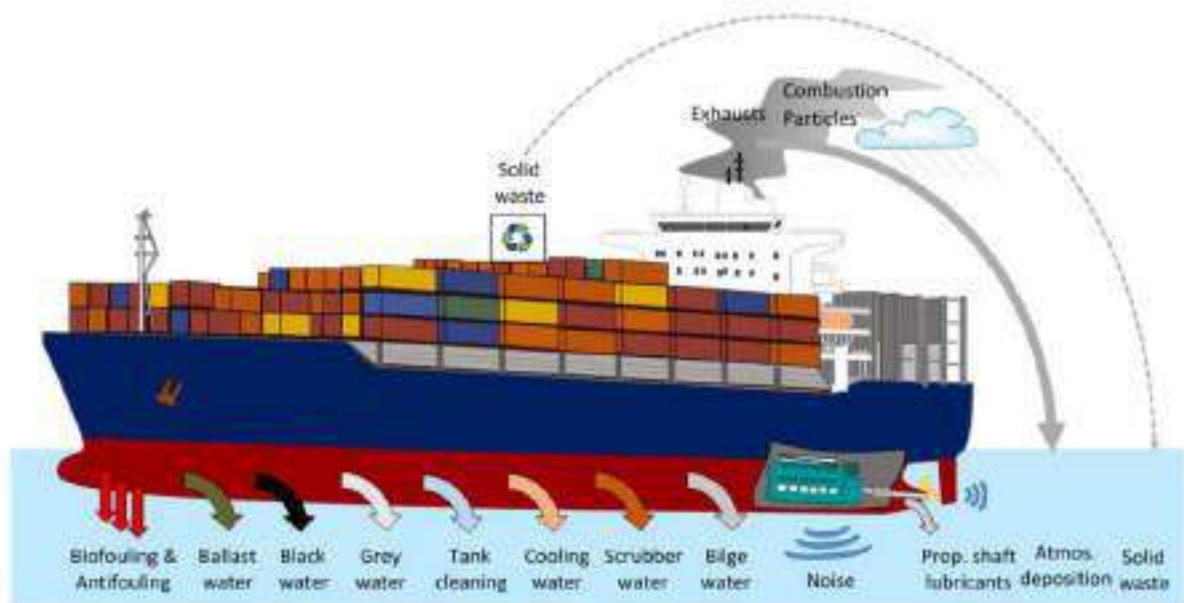 Combustion
Exhausts Particles
Solid
waste
Biofouling &
Antifouling
Ballast
water
Black
water
Grey
water
Tank
cleaning
Cooling
water
Scrubber
water
Bilge
water
Noise
Prop. shaft
lubricants
Atmos.
deposition
Solid
waste